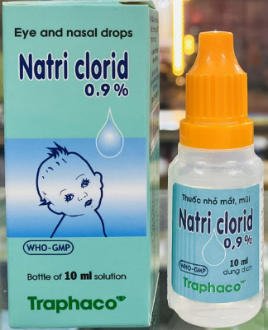 Eye and nasal drops
Natri clorid
0.9 %
WHO-GMP
Bottle of 10 ml solution
Traphaco
Thuốc nhỏ mắt, mũi
Natri clorid
0,9 %
WHO-GMP
10 ml
dung dịch
Traphaco